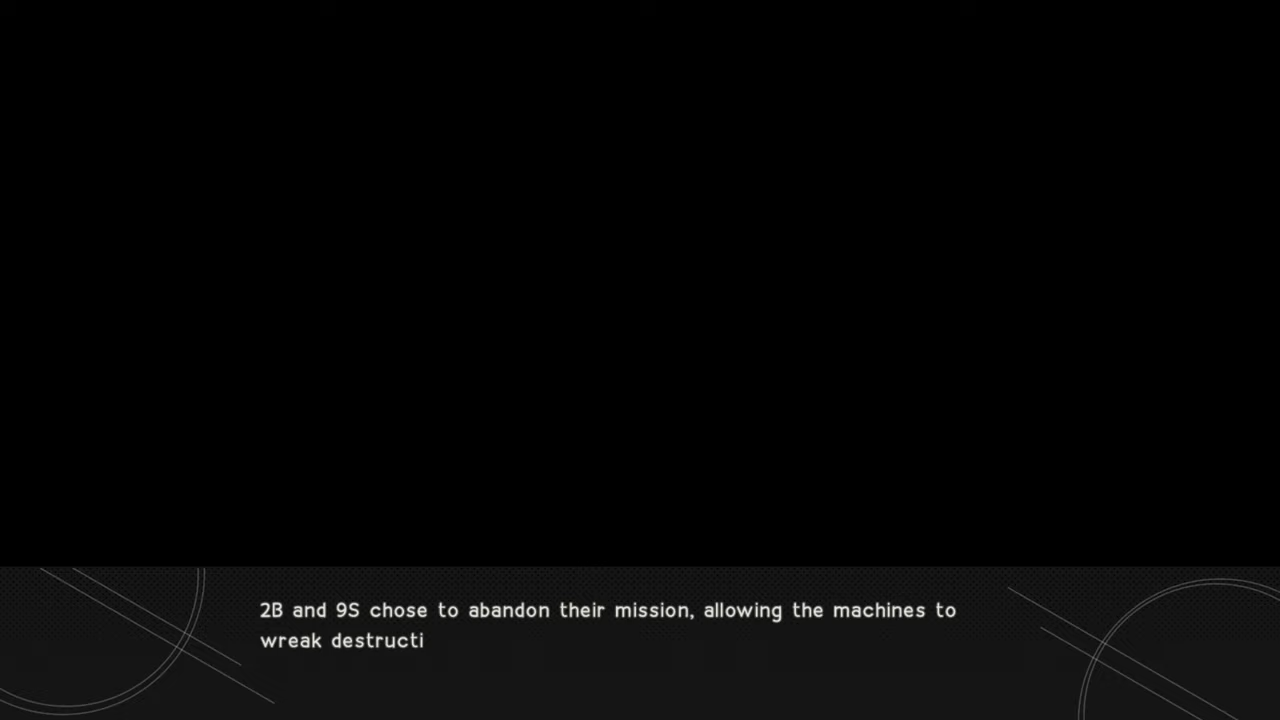 2B and 9S chose to abandon their mission, allowing the machines to
wreak destructi